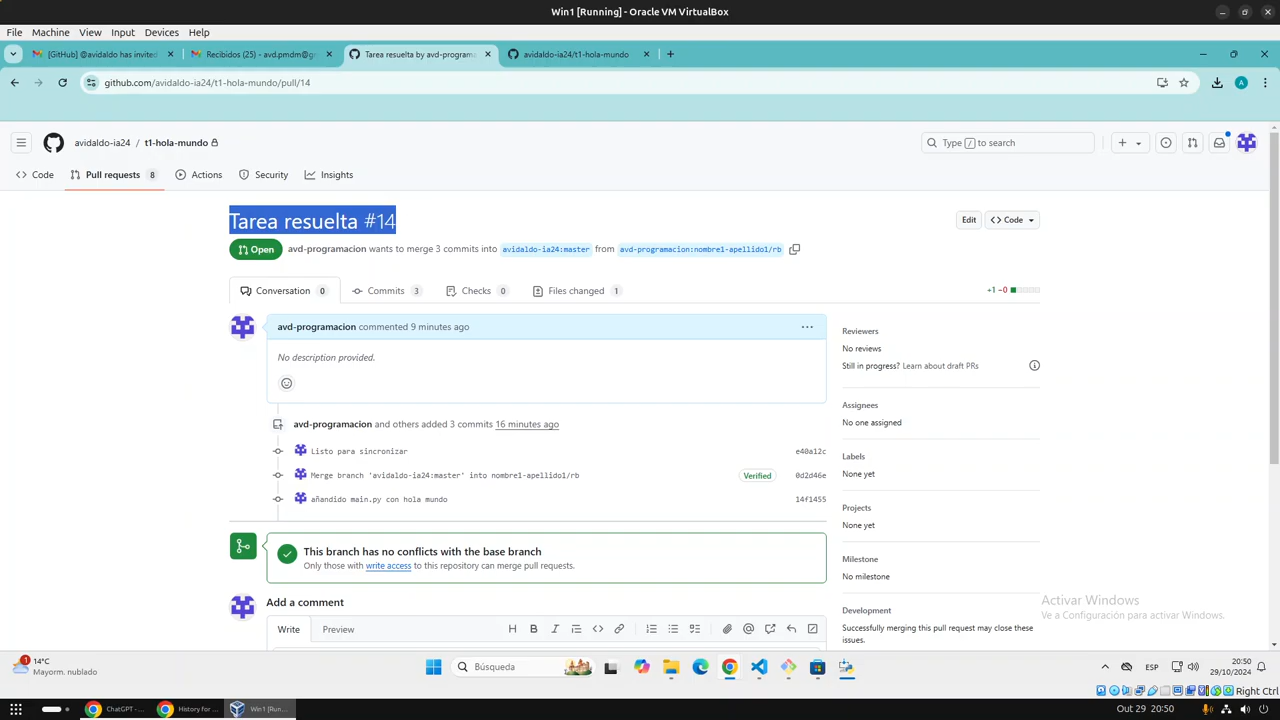 Win1 [Running] - Oracle VM VirtualBox
File Machine View Input Devices Help
[GitHub] @avidaldo has invited
Recibidos (25) - avd.pmdm@g
Tarea resuelta by avd-programa
avidaldo-ia24/t1-hola-mundo
github.com/avidaldo-ia24/t1-hola-mundo/pull/14
A
avidaldo-ia24 / t1-hola-mundo
Type / to search
Code
Pull requests 8
Actions
Security
Insights
Tarea resuelta #14
Edit
Code
Open
avd-programacion wants to merge 3 commits into avidaldo-ia24:master from avd-programacion:nombre1-apellido1/rb
Conversation 0
Commits 3
Checks 0
Files changed 1
+1 −0
avd-programacion commented 9 minutes ago
No description provided.
avd-programacion and others added 3 commits 16 minutes ago
Listo para sincronizar e40a12c
Merge branch 'avidaldo-ia24:master' into nombre1-apellido1/rb Verified 0d2d46e
añandido main.py con hola mundo 14f1455
This branch has no conflicts with the base branch
Only those with write access to this repository can merge pull requests.
Add a comment
Write Preview
Reviewers
No reviews
Still in progress? Learn about draft PRs
Assignees
No one assigned
Labels
None yet
Projects
None yet
Milestone
No milestone
Development
Successfully merging this pull request may close these
issues.
Activar Windows
Ve a Configuración para activar Windows.
1
14°C
Mayorm. nublado
Búsqueda
ESP
20:50
29/10/2024
Right Ctrl
ChatGPT - ...
History for ...
Win1 [Run...
Out 29 20:50